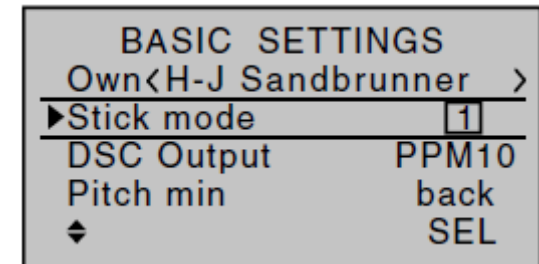 BASIC SETTINGS
Own<H-J Sandbrunner >
▶Stick mode 1
DSC Output PPM10
Pitch min back
SEL